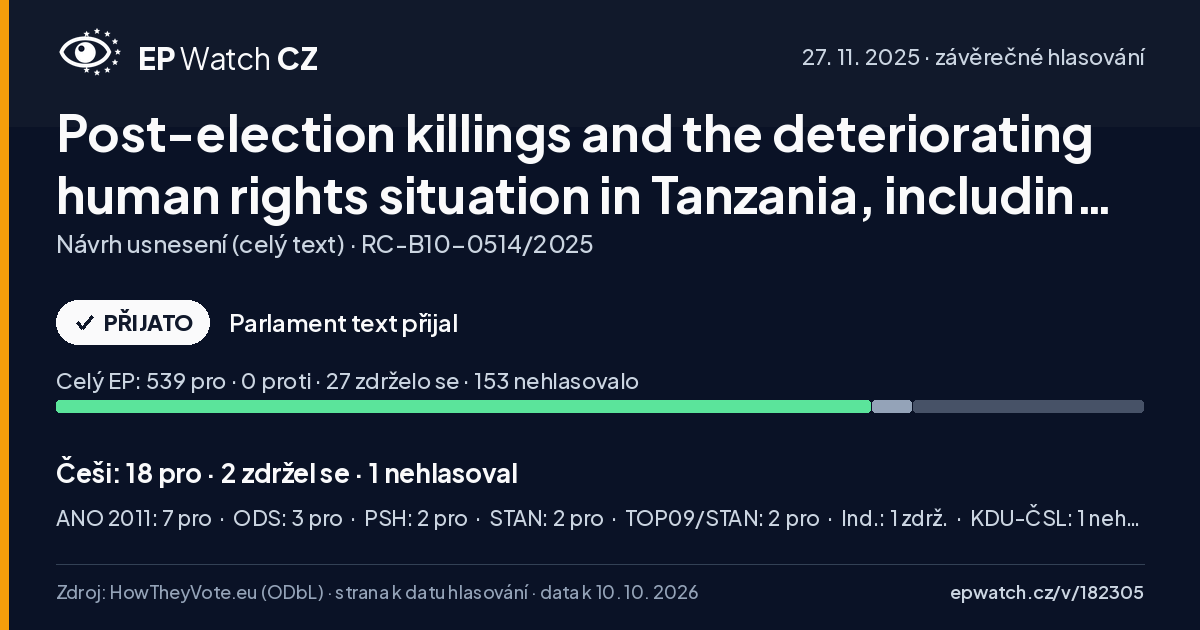 EP Watch CZ
27. 11. 2025 · závěrečné hlasování
Post-election killings and the deteriorating
human rights situation in Tanzania, includin…
Návrh usnesení (celý text) · RC-B10-0514/2025
✓ PŘIJATO Parlament text přijal
Celý EP: 539 pro · 0 proti · 27 zdrželo se · 153 nehlasovalo
Češi: 18 pro · 2 zdržel se · 1 nehlasoval
ANO 2011: 7 pro · ODS: 3 pro · PSH: 2 pro · STAN: 2 pro · TOP09/STAN: 2 pro · Ind.: 1 zdrž. · KDU-ČSL: 1 neh…
Zdroj: HowTheyVote.eu (ODbL) · strana k datu hlasování · data k 10. 10. 2026
epwatch.cz/v/182305